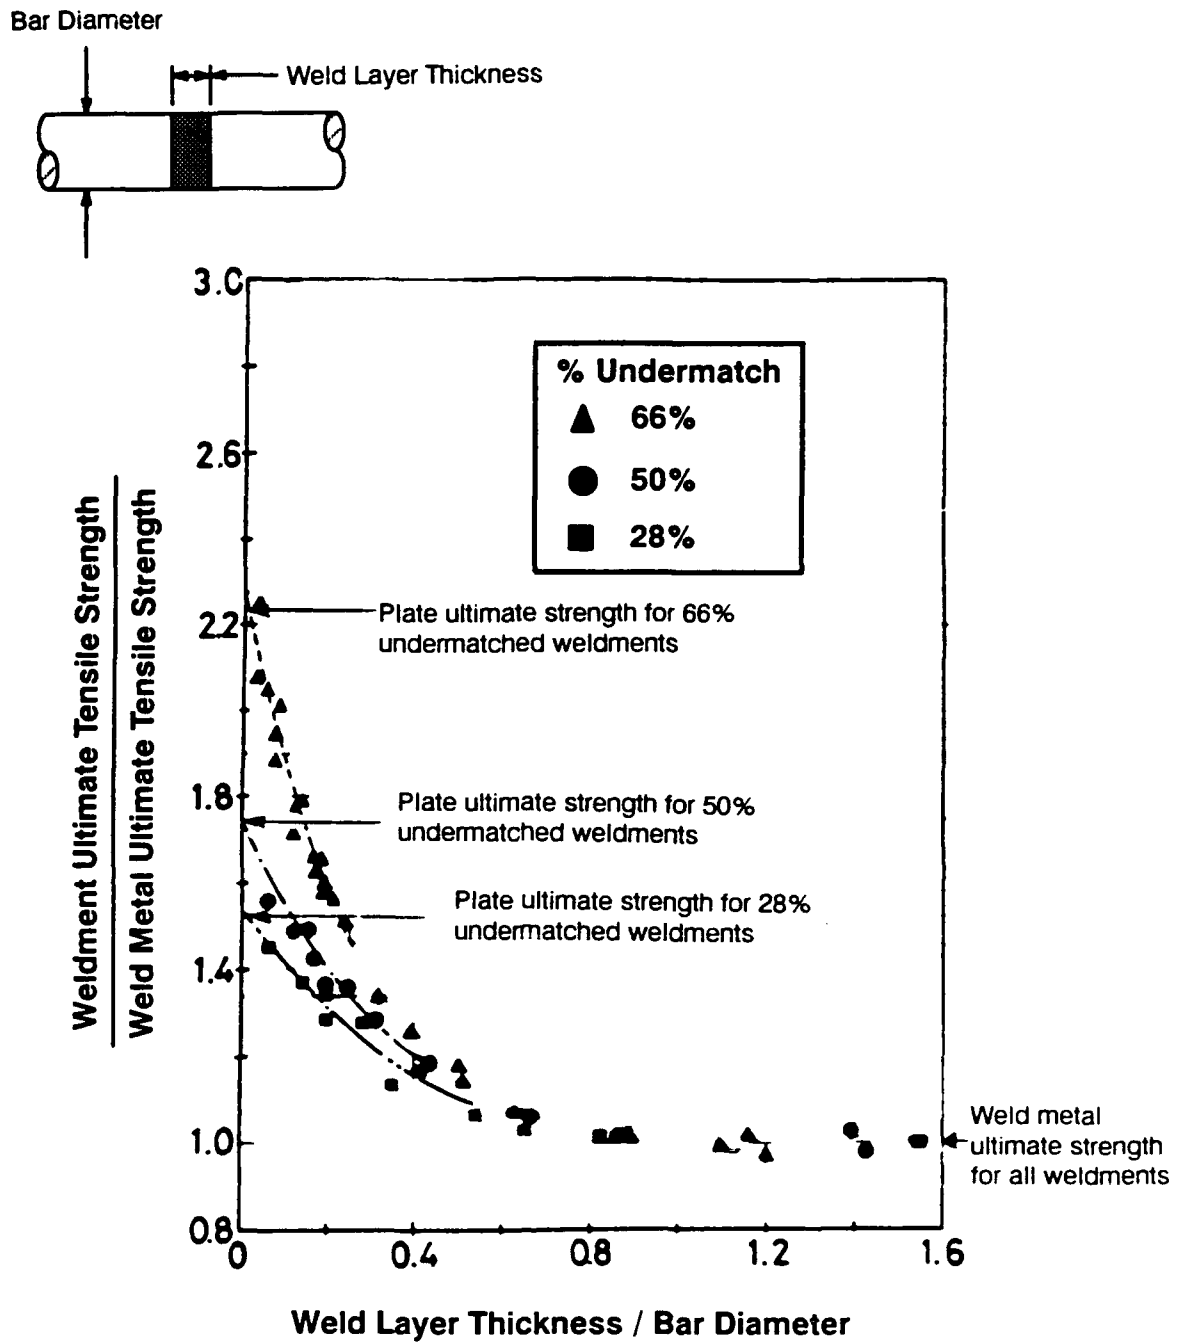 Bar Diameter
Weld Layer Thickness
3.0
2.6
2.2
1.8
1.4
1.0
0.8
Weldment Ultimate Tensile Strength
Weld Metal Ultimate Tensile Strength
% Undermatch
66%
50%
28%
Plate ultimate strength for 66%
undermatched weldments
Plate ultimate strength for 50%
undermatched weldments
Plate ultimate strength for 28%
undermatched weldments
Weld metal
ultimate strength
for all weldments
0
0.4
0.8
1.2
1.6
Weld Layer Thickness / Bar Diameter